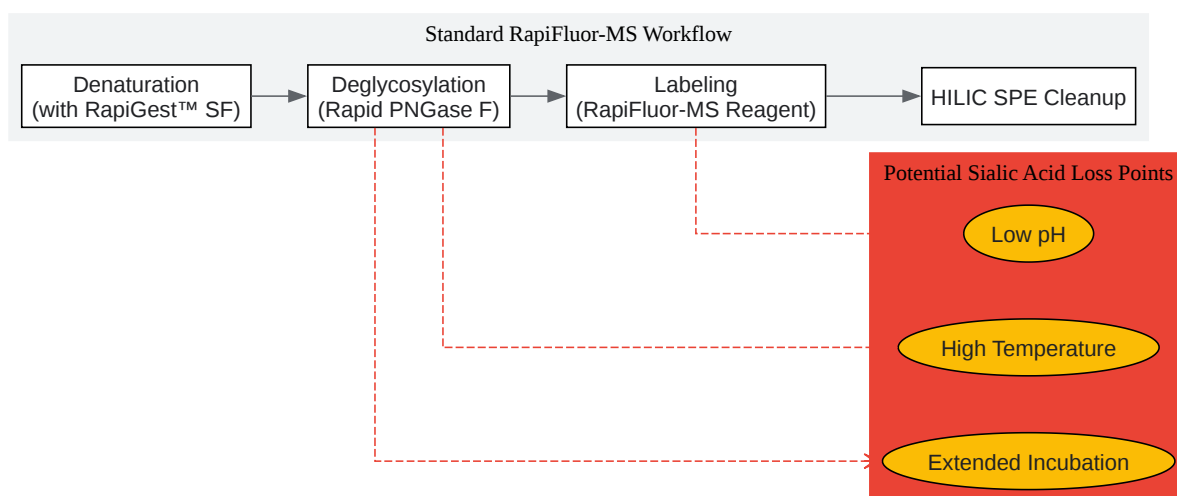 Standard RapiFluor-MS Workflow
Denaturation
(with RapiGest™ SF)
Deglycosylation
(Rapid PNGase F)
Labeling
(RapiFluor-MS Reagent)
HILIC SPE Cleanup
Potential Sialic Acid Loss Points
Low pH
High Temperature
Extended Incubation